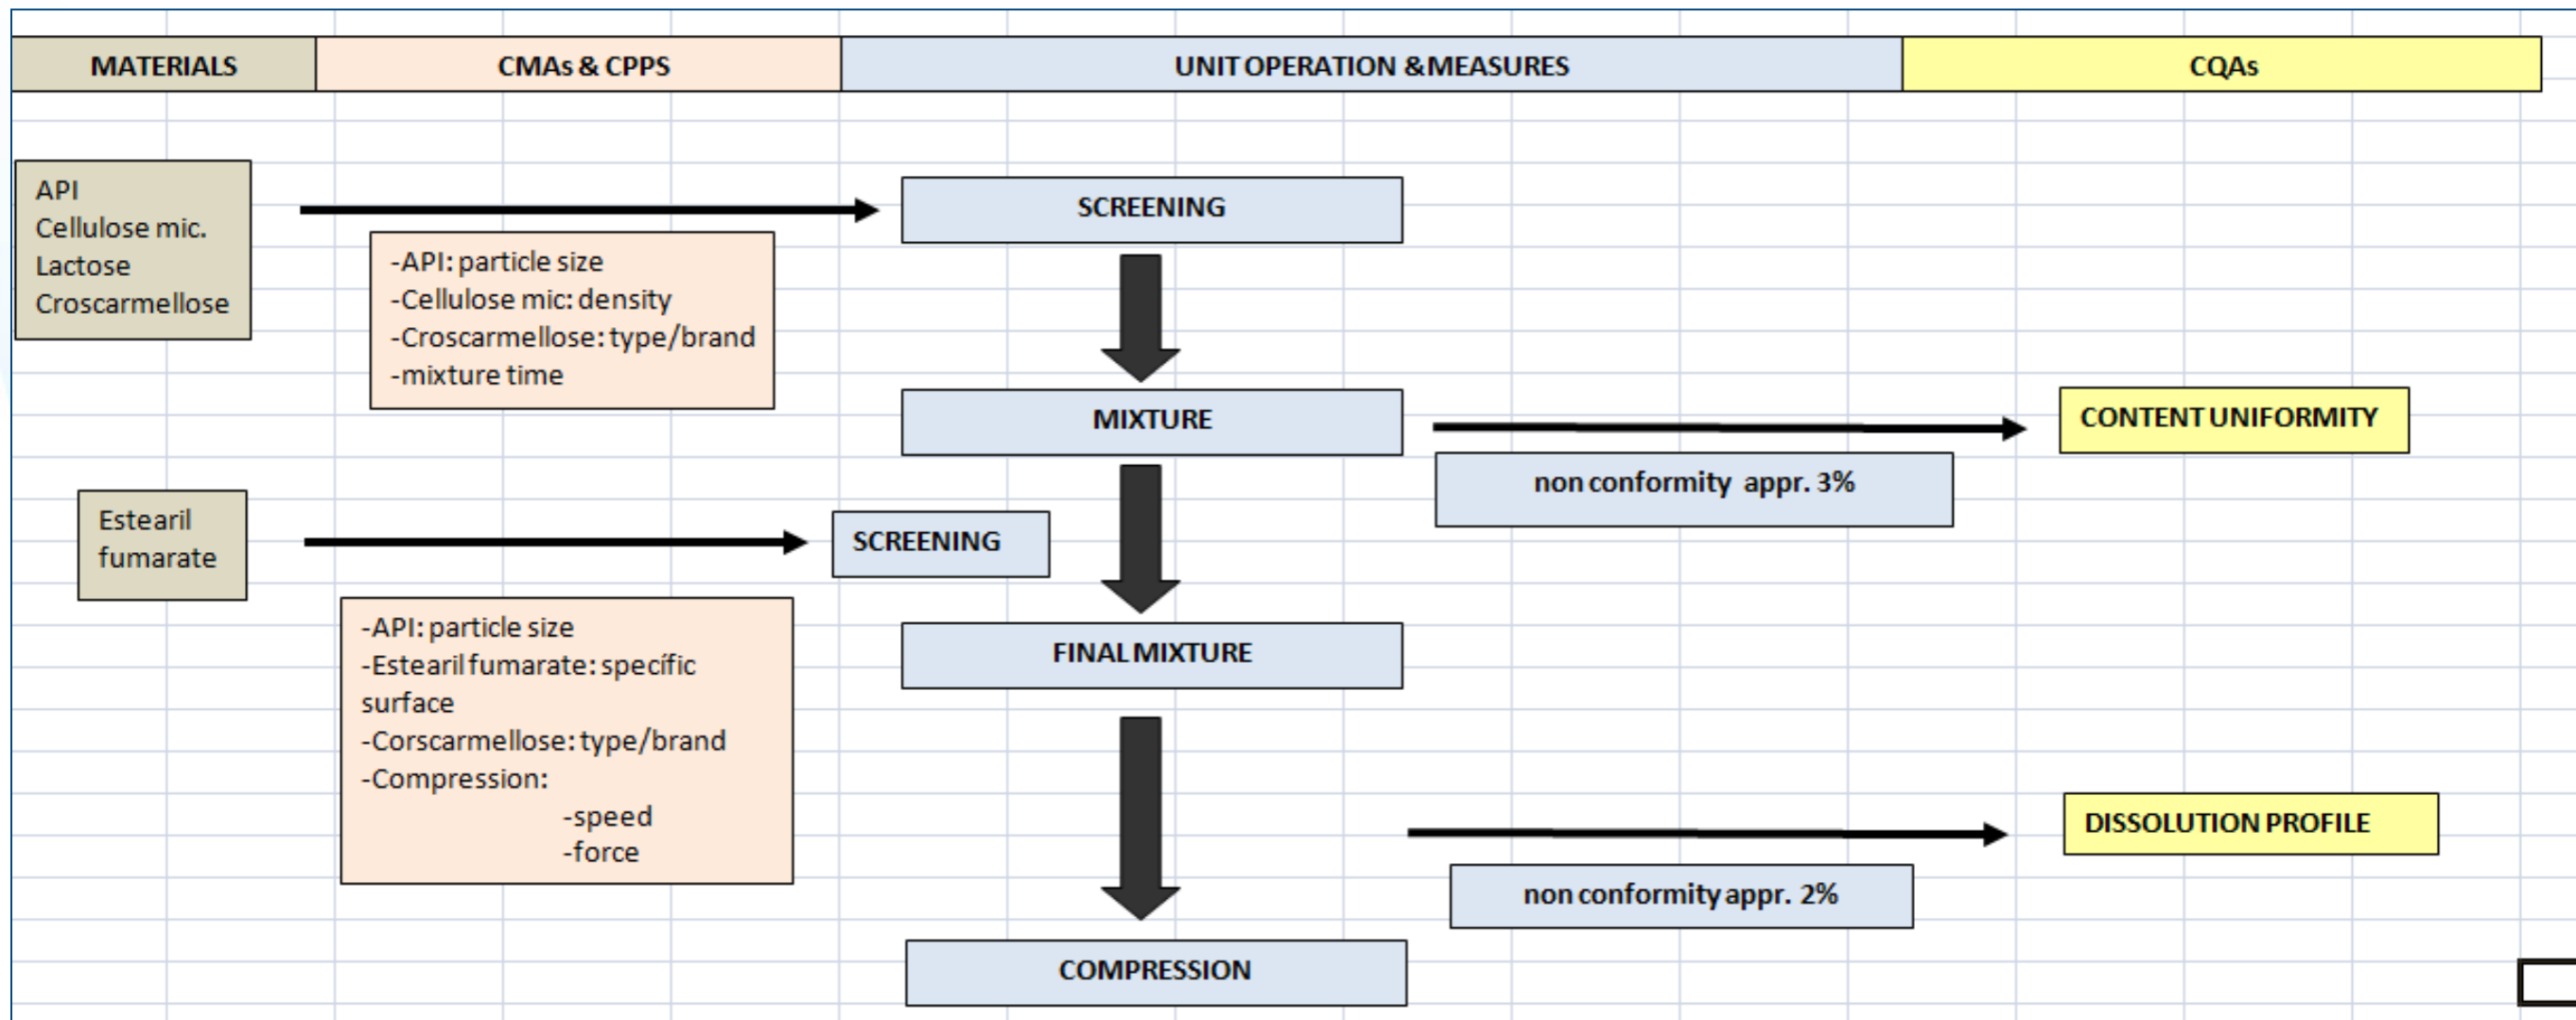 MATERIALS
CMAs & CPPS
UNIT OPERATION & MEASURES
CQAs
API
Cellulose mic.
Lactose
Croscarmellose
SCREENING
-API: particle size
-Cellulose mic: density
-Croscarmellose: type/brand
-mixture time
MIXTURE
CONTENT UNIFORMITY
non conformity appr. 3%
Estearil
fumarate
SCREENING
-API: particle size
-Estearil fumarate: specífic
surface
-Corscarmellose: type/brand
-Compression:
-speed
-force
FINAL MIXTURE
DISSOLUTION PROFILE
non conformity appr. 2%
COMPRESSION